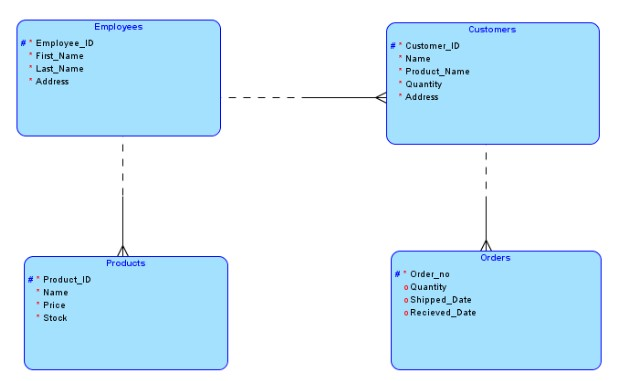 Employees
# * Employee_ID
* First_Name
* Last_Name
* Address
Customers
# * Customer_ID
* Name
* Product_Name
* Quantity
* Address
Products
# * Product_ID
* Name
* Price
* Stock
Orders
# * Order_no
o Quantity
o Shipped_Date
o Recieved_Date